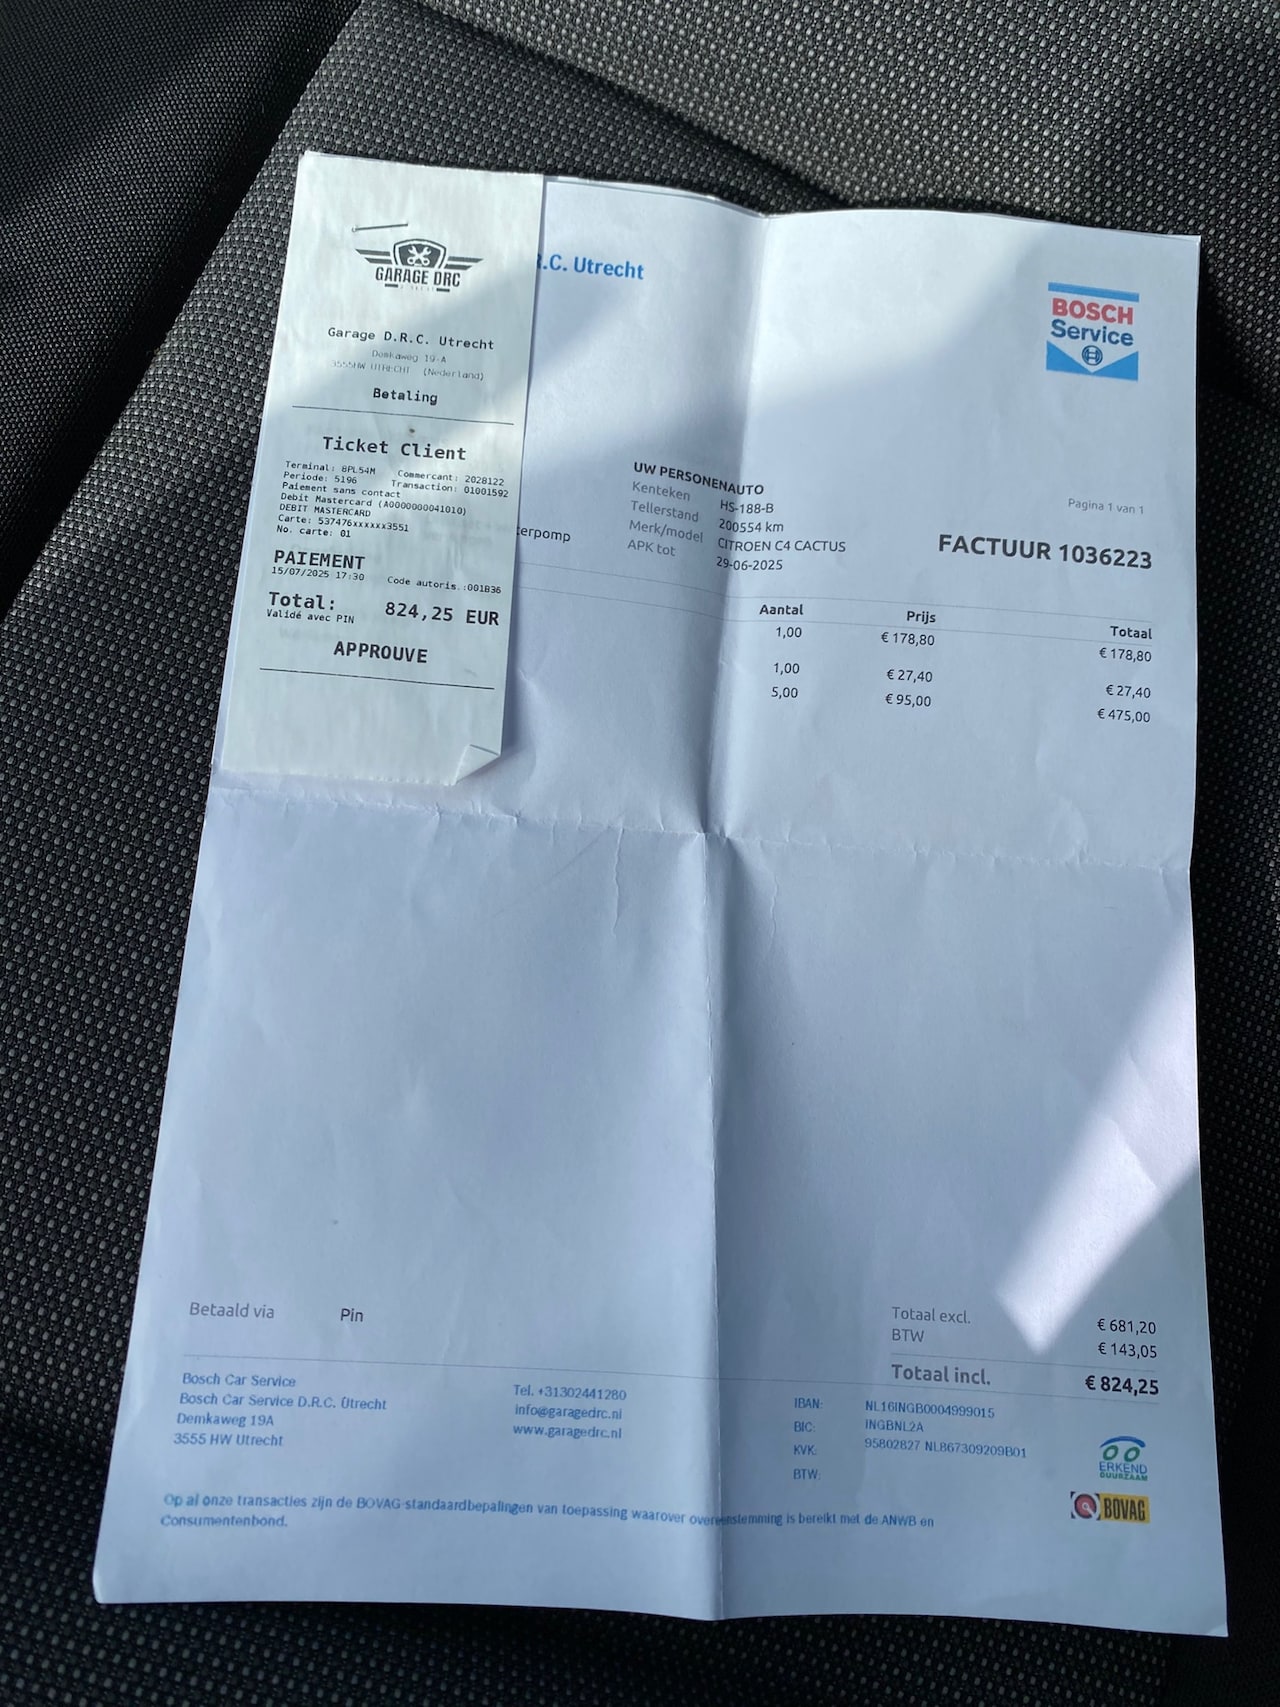 GARAGE DRC
Garage D.R.C. Utrecht
Demkaweg 19-A
3555HW UTRECHT (Nederland)
Betaling
Ticket Client
Terminal: 8PL54M Commercant: 2028122
Periode: 5196 Transaction: 01001592
Paiement sans contact
Debit Mastercard (A0000000041010)
DEBIT MASTERCARD
Carte: 537476xxxxxx3551
No. carte: 01
PAIEMENT
15/07/2025 17:30 Code autoris.:001B36
Total: 824,25 EUR
Validé avec PIN
APPROUVE
.C. Utrecht
BOSCH
Service
UW PERSONENAUTO
Kenteken HS-188-B
Tellerstand 200554 km
Merk/model CITROEN C4 CACTUS
APK tot 29-06-2025
terpomp
Pagina 1 van 1
FACTUUR 1036223
Aantal Prijs Totaal
1,00 € 178,80 € 178,80
1,00 € 27,40 € 27,40
5,00 € 95,00 € 475,00
Betaald via Pin
Totaal excl. € 681,20
BTW € 143,05
Totaal incl. € 824,25
Bosch Car Service
Bosch Car Service D.R.C. Utrecht
Demkaweg 19A
3555 HW Utrecht
Tel. +31302441280
info@garagedrc.nl
www.garagedrc.nl
IBAN: NL16INGB0004999015
BIC: INGBNL2A
KVK: 95802827 NL867309209B01
BTW:
ERKEND
DUURZAAM
BOVAG
Op al onze transacties zijn de BOVAG-standaardbepalingen van toepassing waarover overeenstemming is bereikt met de ANWB en
Consumentenbond.